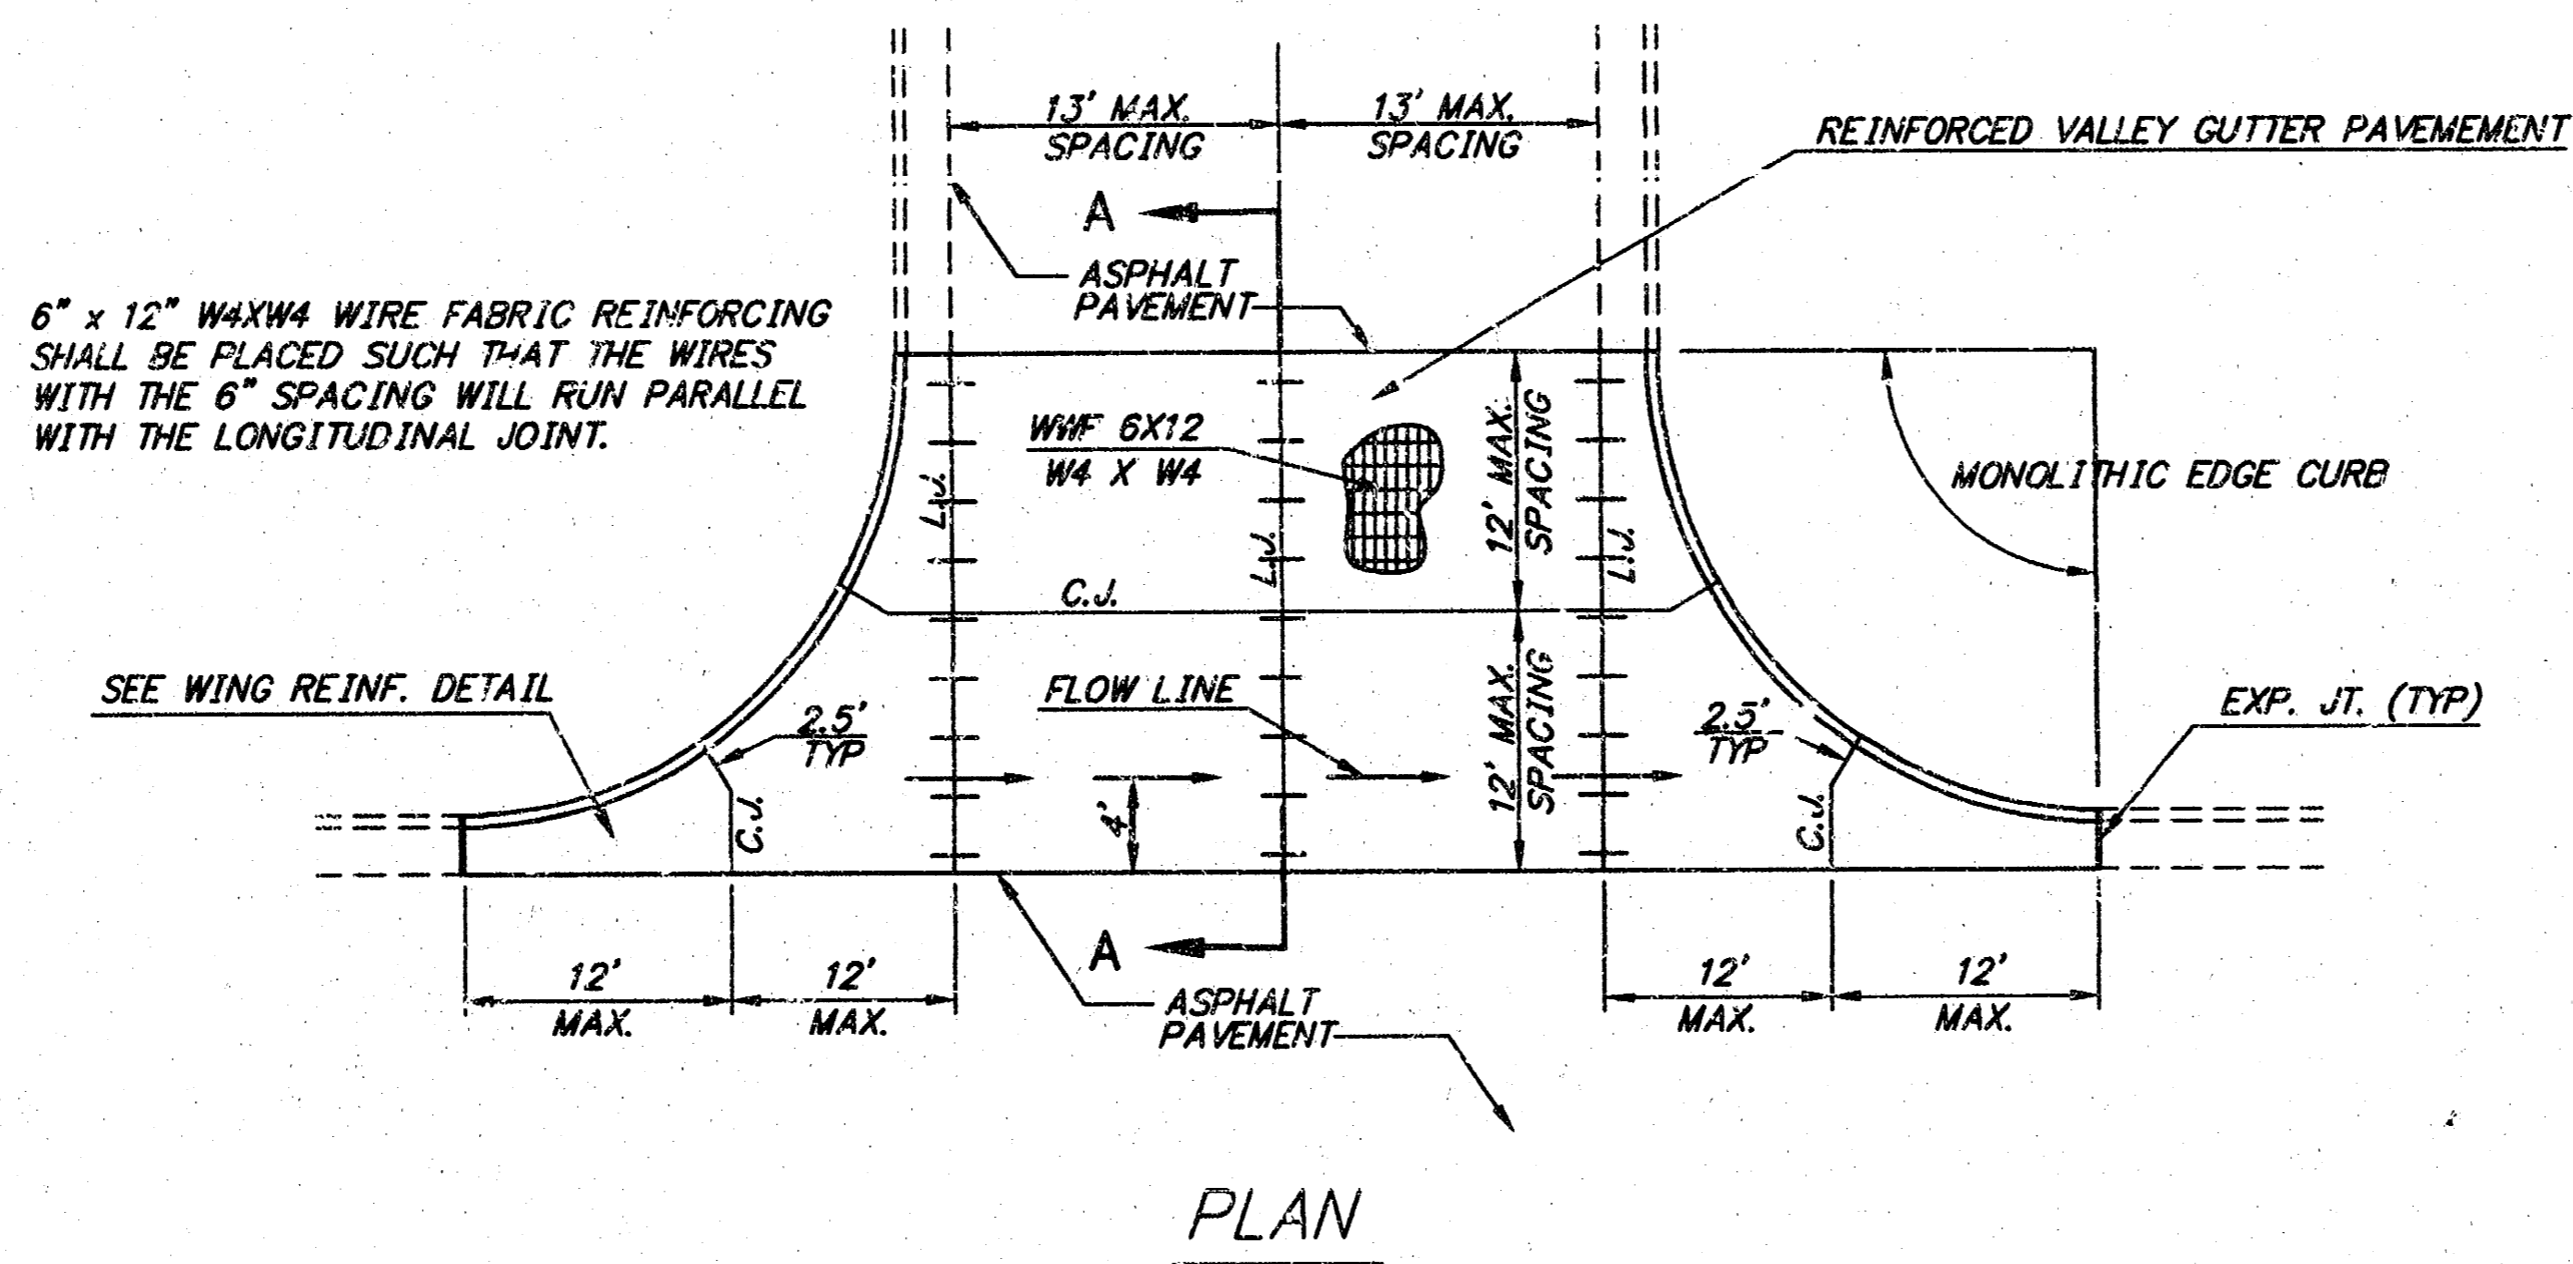 13' MAX.
SPACING
13' MAX.
SPACING
REINFORCED VALLEY GUTTER PAVEMEMENT
A
ASPHALT
PAVEMENT
6" x 12" W4XW4 WIRE FABRIC REINFORCING
SHALL BE PLACED SUCH THAT THE WIRES
WITH THE 6" SPACING WILL RUN PARALLEL
WITH THE LONGITUDINAL JOINT.
WWF 6X12
W4 X W4
12' MAX.
SPACING
MONOLITHIC EDGE CURB
L.J.
L.J.
L.J.
C.J.
SEE WING REINF. DETAIL
2.5'
TYP
FLOW LINE
12' MAX.
SPACING
2.5'
TYP
EXP. JT. (TYP)
C.J.
4'
C.J.
A
12'
MAX.
12'
MAX.
ASPHALT
PAVEMENT
12'
MAX.
12'
MAX.
PLAN